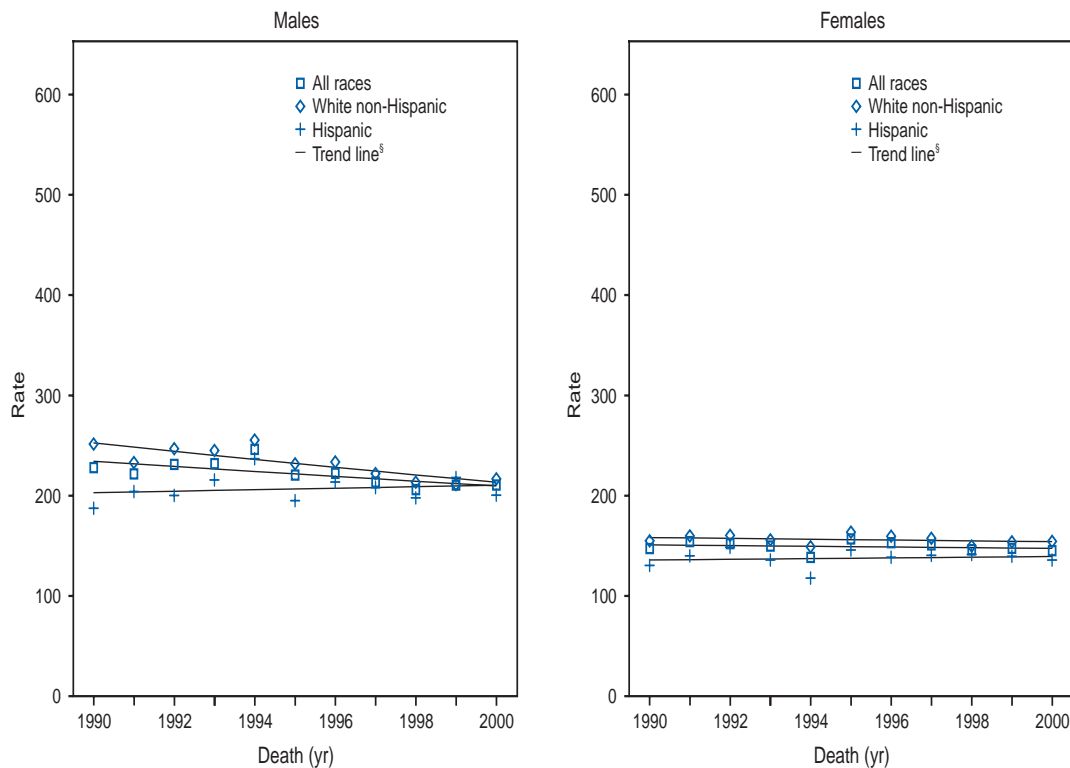 Males
600
500
400
300
200
100
0
Rate
All races
White non-Hispanic
Hispanic
Trend line§
1990 1992 1994 1996 1998 2000
Death (yr)
Females
600
500
400
300
200
100
0
Rate
All races
White non-Hispanic
Hispanic
Trend line§
1990 1992 1994 1996 1998 2000
Death (yr)